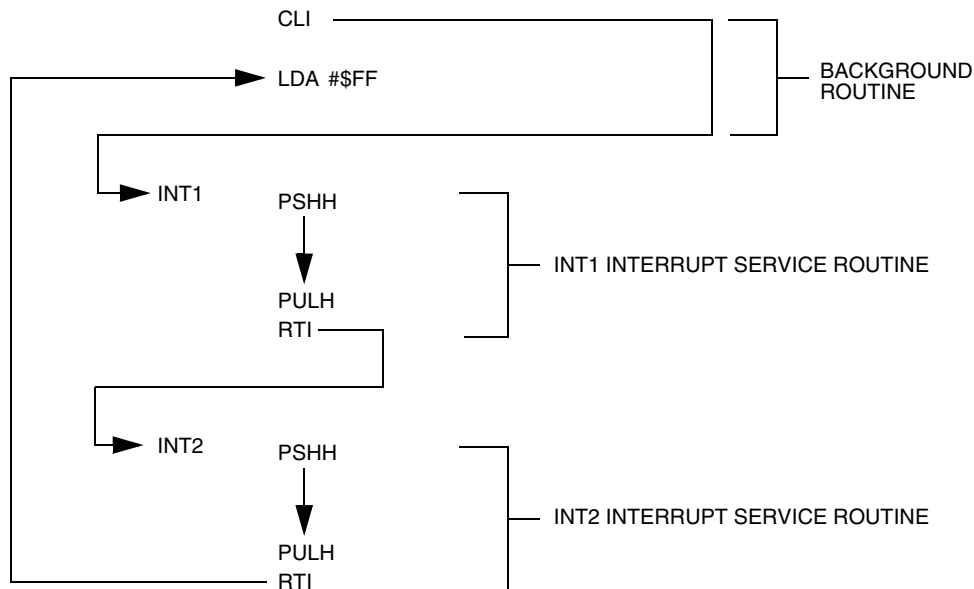 CLI
LDA #$FF
BACKGROUND
ROUTINE
INT1
PSHH
INT1 INTERRUPT SERVICE ROUTINE
PULH
RTI
INT2
PSHH
INT2 INTERRUPT SERVICE ROUTINE
PULH
RTI